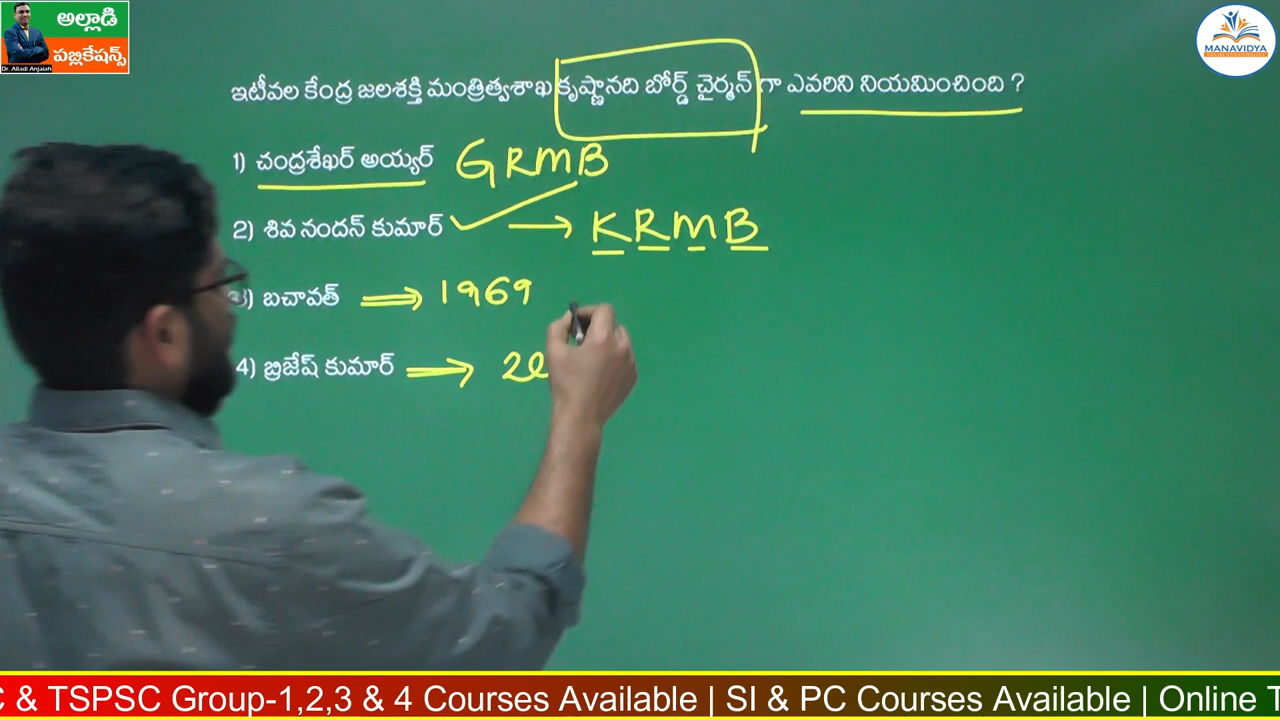 అల్లాడి
పబ్లికేషన్స్
Dr. Alladi Anjaiah
MANAVIDYA
ఇటీవల కేంద్ర జలశక్తి మంత్రిత్వశాఖ కృష్ణానది బోర్డ్ చైర్మన్ గా ఎవరిని నియమించింది ?
1) చంద్రశేఖర్ అయ్యర్ GRMB
2) శివ నందన్ కుమార్ → KRMB
3) బచావత్ ⟹ 1969
4) బ్రిజేష్ కుమార్ ⟹ 20
C & TSPSC Group-1,2,3 & 4 Courses Available | SI & PC Courses Available | Online T